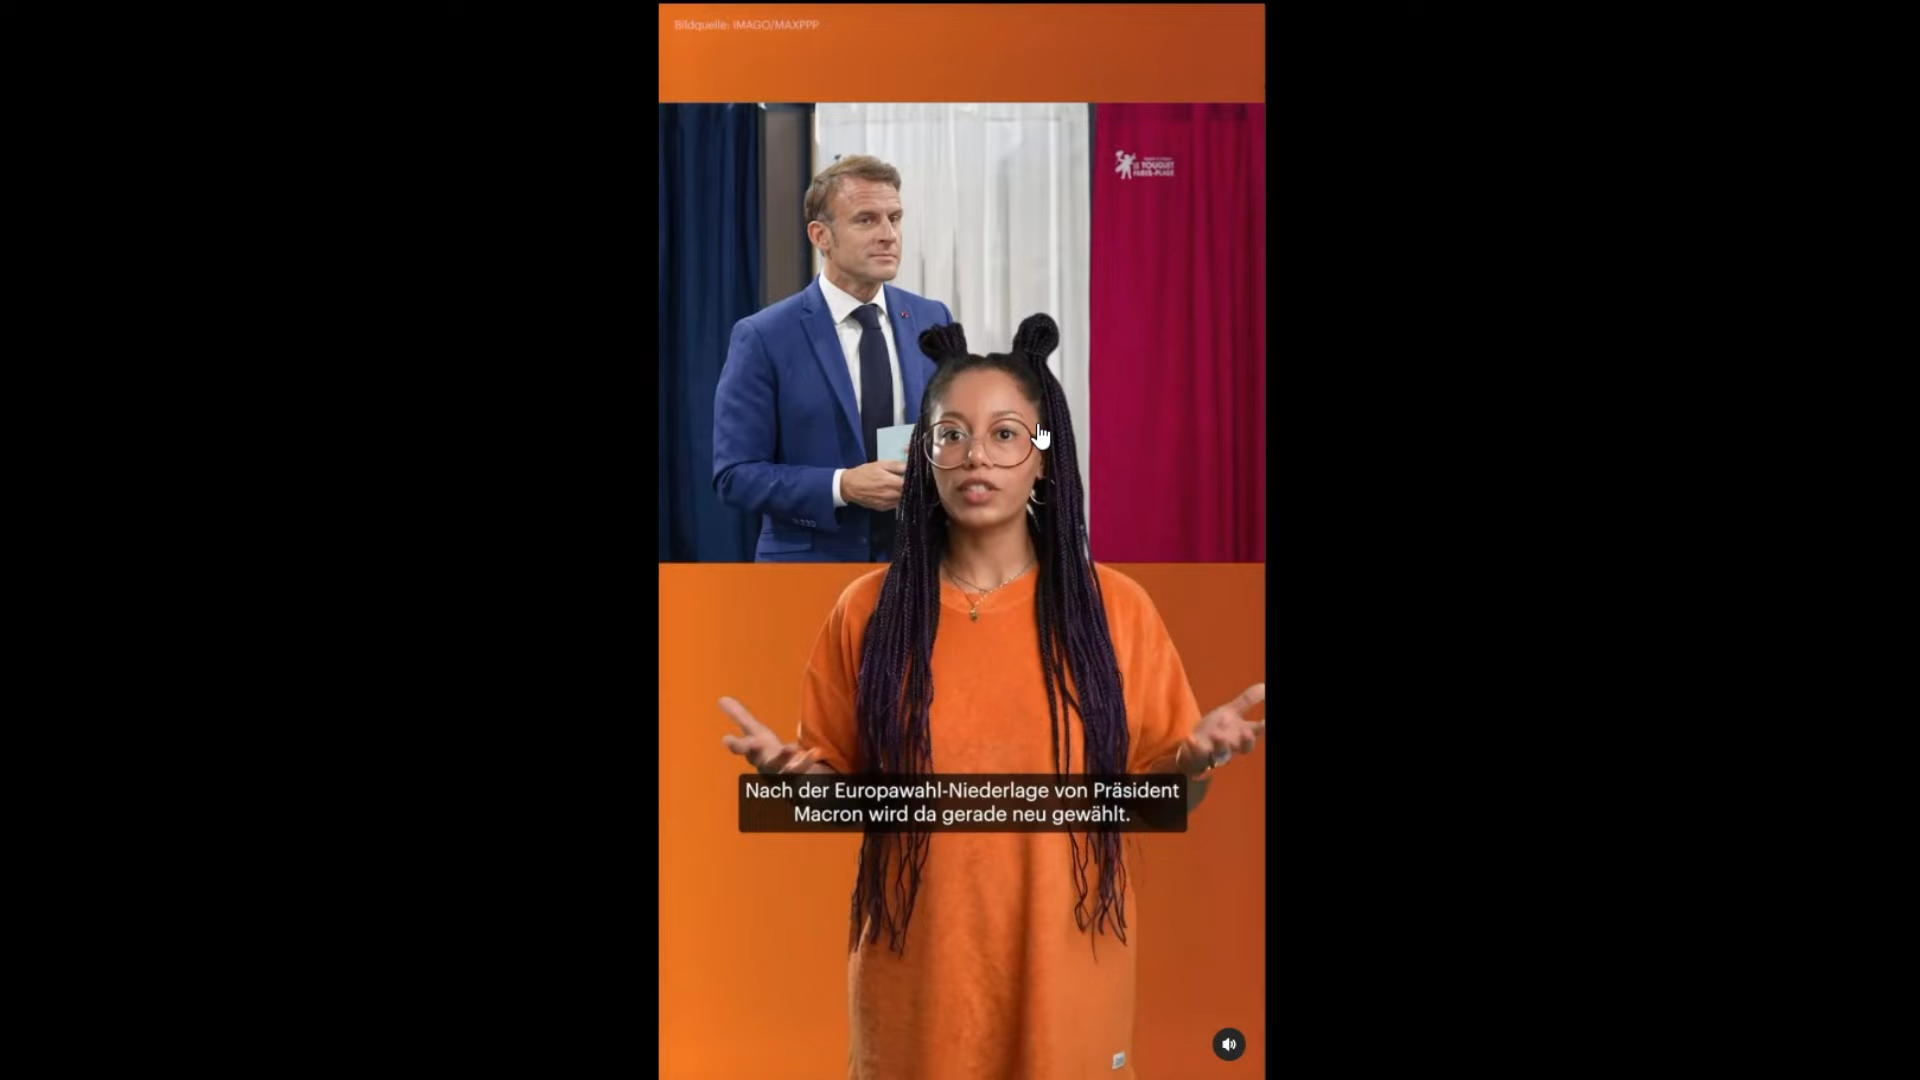 Bildquelle: IMAGO/MAXPPP
LE TOUQUET
PARIS-PLAGE
Nach der Europawahl-Niederlage von Präsident
Macron wird da gerade neu gewählt.